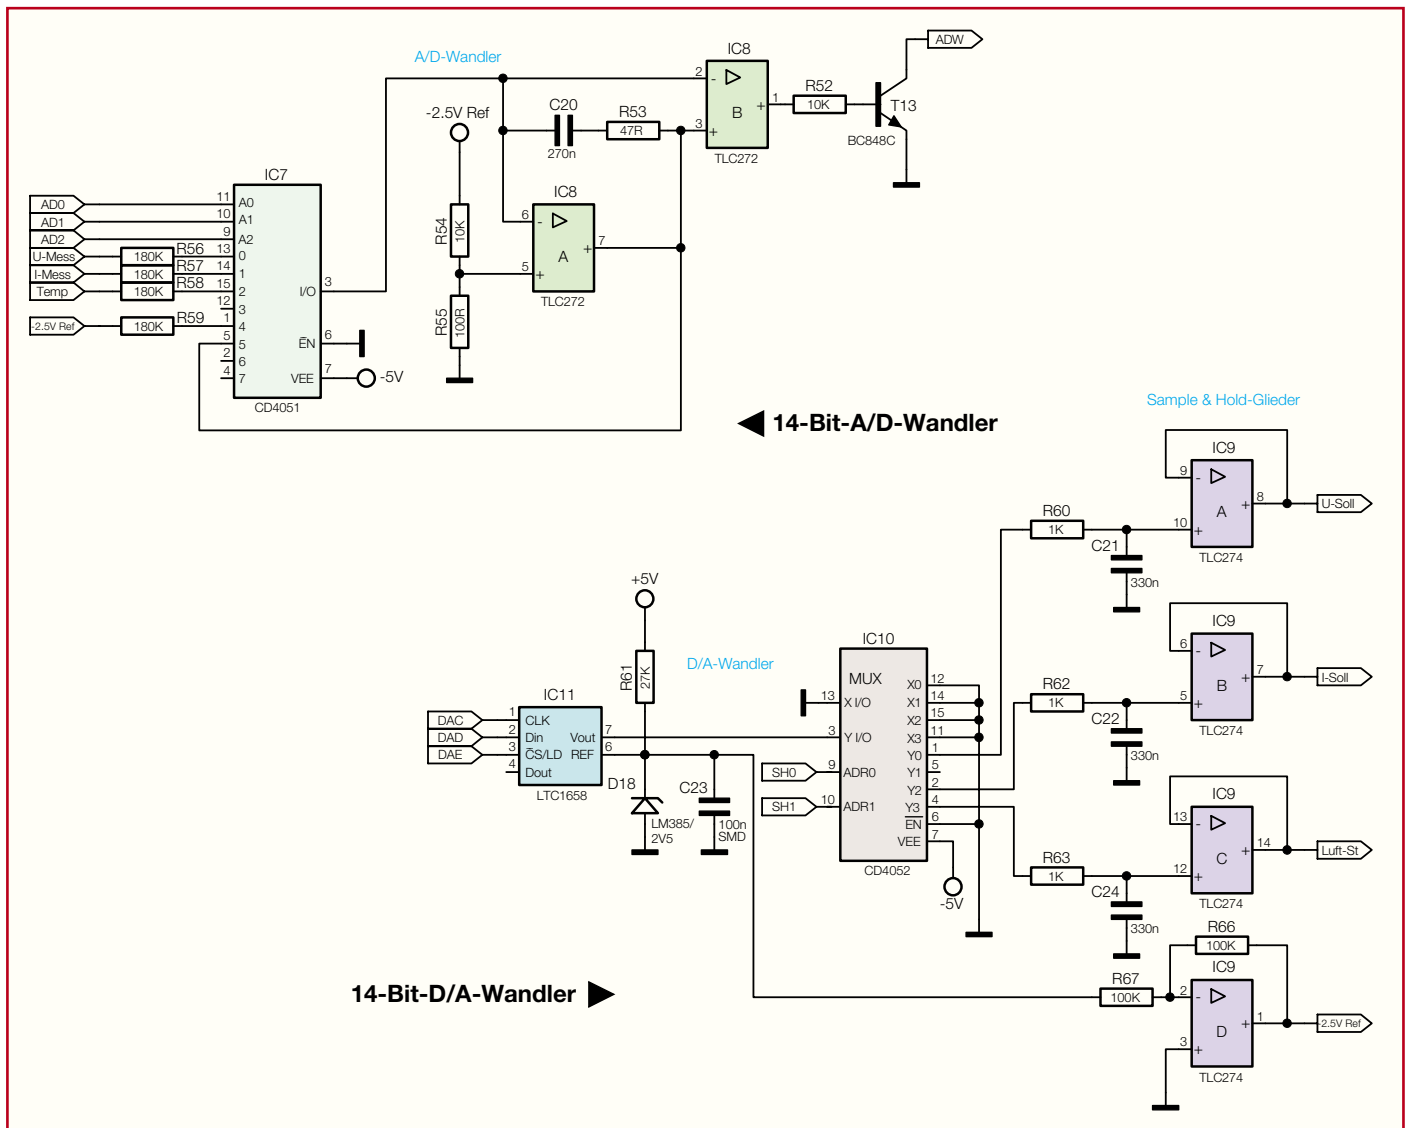 A/D-Wandler
IC8
2
-
B
3
+
+
1
TLC272
R52
10K
ADW
T13
BC848C
-2.5V Ref
C20
270n
R53
47R
R54
10K
R55
100R
IC8
6
-
A
5
+
+
7
TLC272
IC7
AD0
11
A0
AD1
10
A1
AD2
9
A2
U-Mess
180K
R56
13
0
I-Mess
180K
R57
14
1
Temp
180K
R58
15
2
12
3
-2.5V Ref
180K
R59
1
4
5
5
2
6
4
7
I/O
3
EN
6
VEE
7
-5V
CD4051
14-Bit-A/D-Wandler
Sample & Hold-Glieder
IC9
9
-
A
10
+
+
8
TLC274
U-Soll
R60
1K
C21
330n
IC9
6
-
B
5
+
+
7
TLC274
I-Soll
R62
1K
C22
330n
IC9
13
-
C
12
+
+
14
TLC274
Luft-St
R63
1K
C24
330n
R66
100K
R67
100K
IC9
2
-
D
3
+
+
1
TLC274
-2.5V Ref
+5V
R61
27K
D/A-Wandler
IC11
DAC
1
CLK
DAD
2
Din
DAE
3
CS/LD
4
Dout
Vout
7
REF
6
LTC1658
D18
LM385/
2V5
C23
100n
SMD
IC10
MUX
13
X I/O
3
Y I/O
SH0
9
ADR0
SH1
10
ADR1
X0
12
X1
14
X2
15
X3
11
Y0
1
Y1
5
Y2
2
Y3
4
EN
6
VEE
7
CD4052
-5V
14-Bit-D/A-Wandler